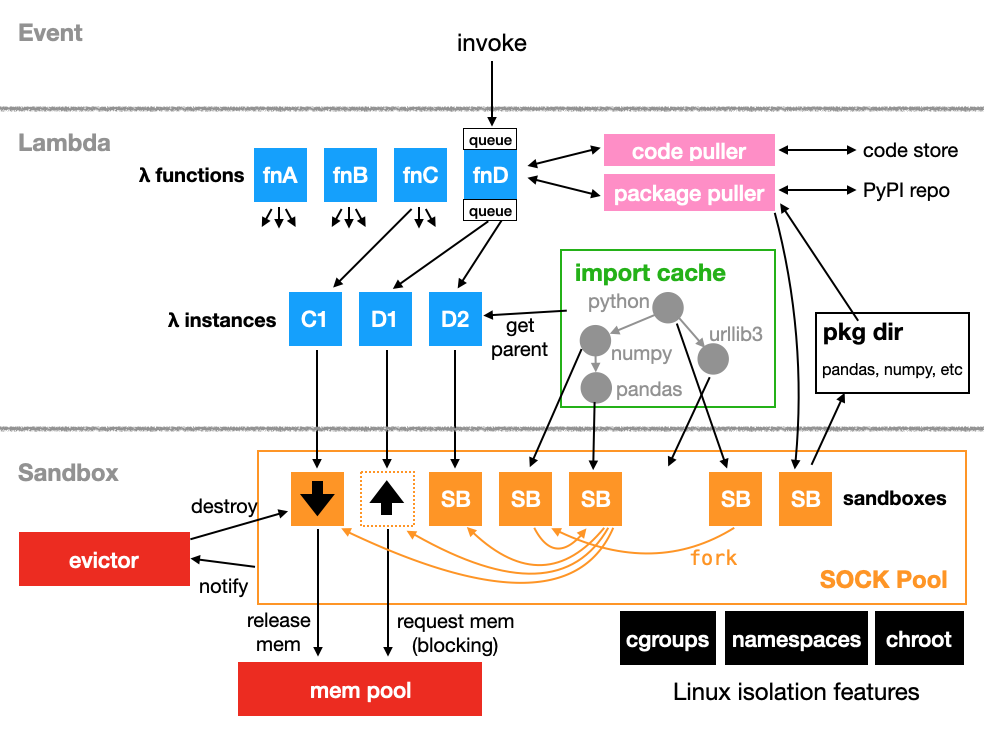 Event
invoke
Lambda
queue
λ functions
fnA
fnB
fnC
fnD
queue
code puller
code store
package puller
PyPI repo
import cache
python
numpy
urllib3
pandas
λ instances
C1
D1
D2
get
parent
pkg dir
pandas, numpy, etc
Sandbox
destroy
SB
SB
SB
SB
SB
sandboxes
evictor
notify
fork
SOCK Pool
release
mem
request mem
(blocking)
cgroups
namespaces
chroot
mem pool
Linux isolation features